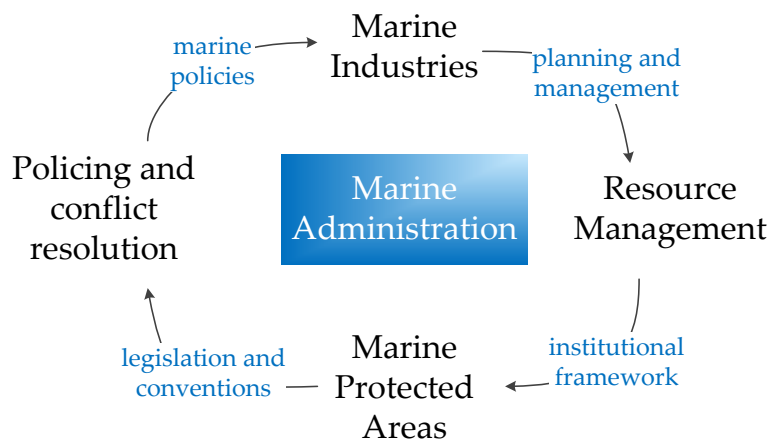 Marine
Industries
planning and
management
Resource
Management
institutional
framework
Marine
Protected
Areas
legislation and
conventions
Policing and
conflict
resolution
marine
policies
Marine
Administration